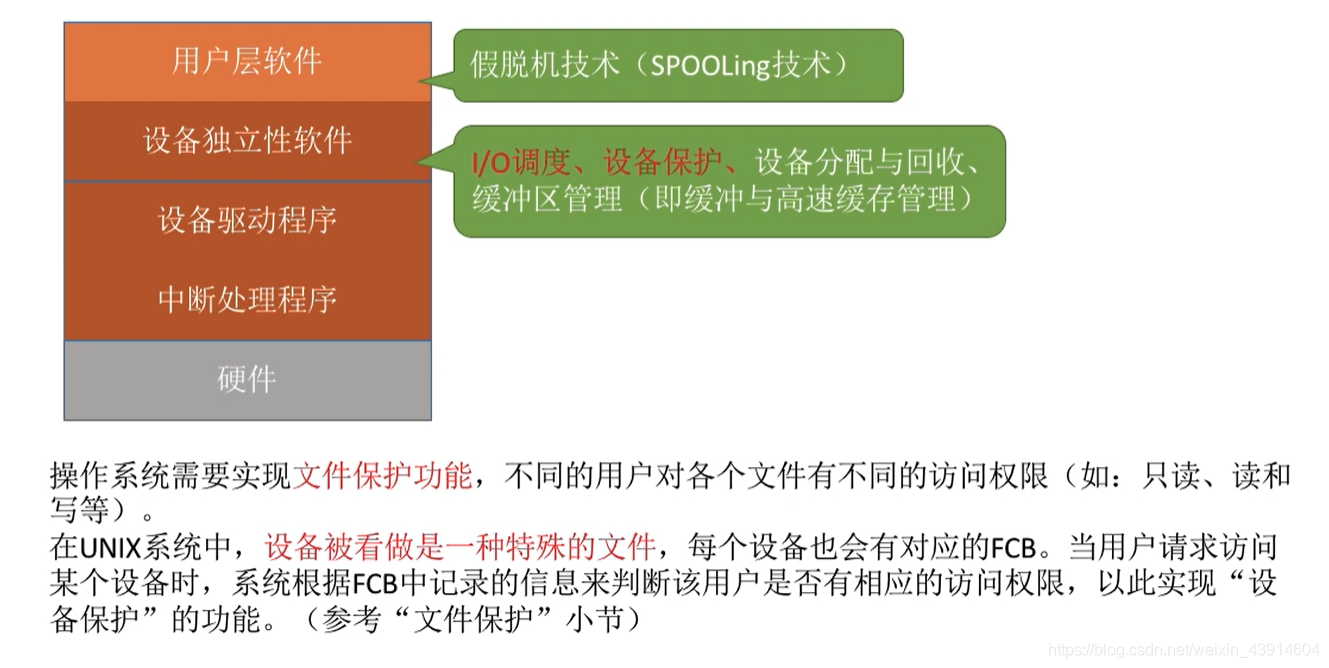 用户层软件
假脱机技术（SPOOLing技术）
设备独立性软件
I/O调度、设备保护、设备分配与回收、
缓冲区管理（即缓冲与高速缓存管理）
设备驱动程序
中断处理程序
硬件
操作系统需要实现文件保护功能，不同的用户对各个文件有不同的访问权限（如：只读、读和
写等）。
在UNIX系统中，设备被看做是一种特殊的文件，每个设备也会有对应的FCB。当用户请求访问
某个设备时，系统根据FCB中记录的信息来判断该用户是否有相应的访问权限，以此实现“设
备保护”的功能。（参考“文件保护”小节）
https://blog.csdn.net/weixin_43914604